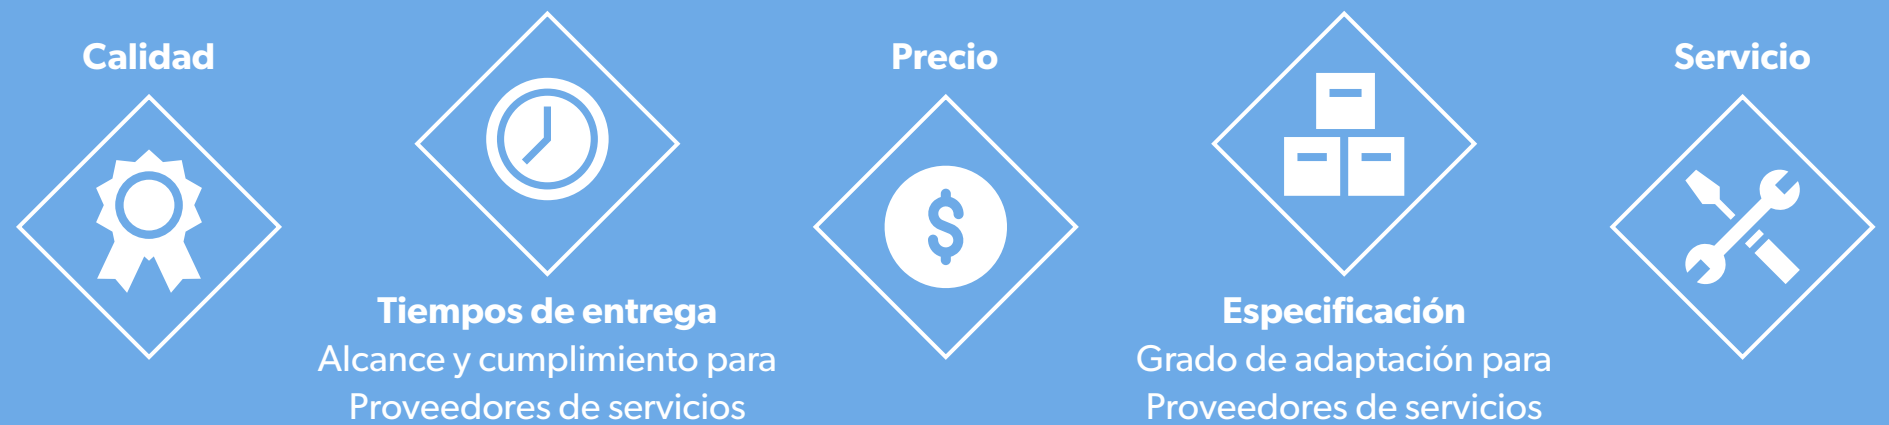 Calidad
Tiempos de entrega
Alcance y cumplimiento para
Proveedores de servicios
Precio
$
Especificación
Grado de adaptación para
Proveedores de servicios
Servicio